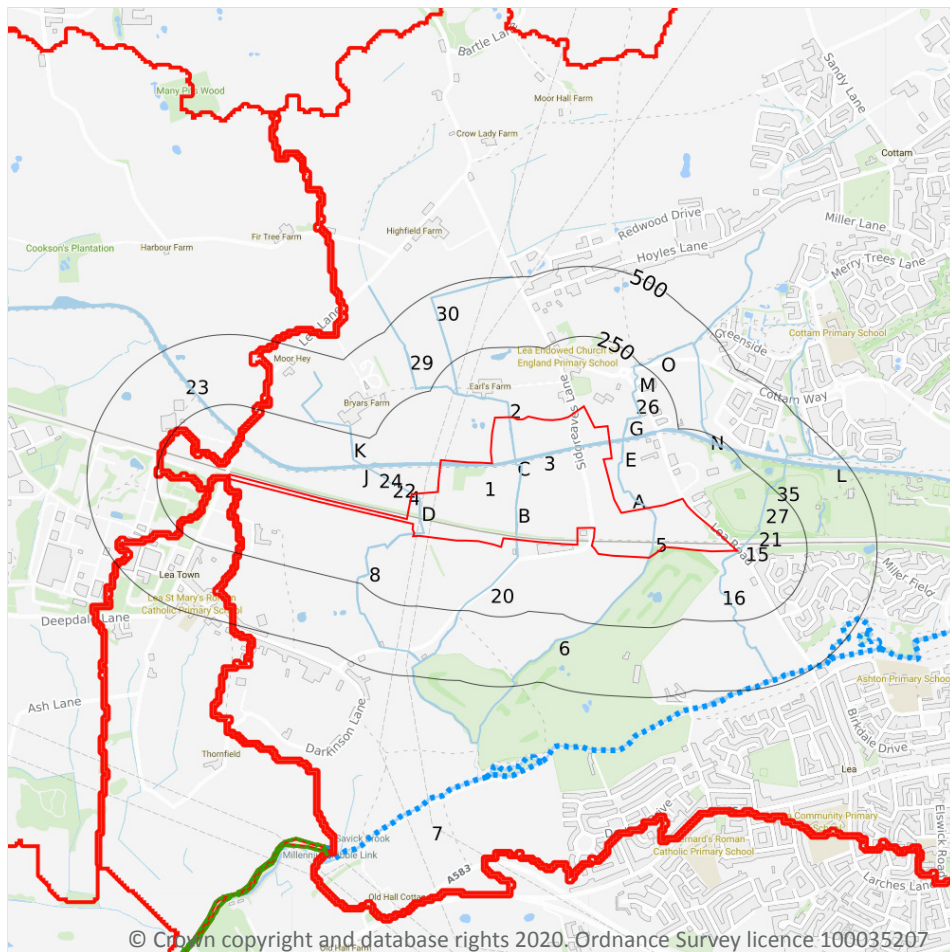 Bartle Lane
Sandy Lane
Many Pits Wood
Moor Hall Farm
Crow Lady Farm
Cottam
Redwood Drive
Miller Lane
Highfield Farm
Fir Tree Farm
Hoyles Lane
Cookson's Plantation
Harbour Farm
Merry Trees Lane
500
30
Lea Lane
Greenside
Cottam Primary School
250
Lea Endowed Church of England Primary School
Moor Hey
29
O
23
Earl's Farm
M
Cottam Way
Bryars Farm
26
2
Sidgreaves Lane
G
N
K
E
3
C
J
24
L
22
1
35
4
A
D
B
27
Lea Road
21
5
15
Miller Field
Lea Town
8
Lea St Mary's Roman Catholic Primary School
20
16
Deepdale Lane
6
Ashton Primary School
Ash Lane
Birkdale Drive
Darkinson Lane
Thornfield
Lea
7
Savick Brook
Community Primary
Elswick Road
Roman Catholic Primary School
A583
Larches Lane
Old Hall
Old Hall Farm
© Crown copyright and database rights 2020. Ordnance Survey licence 100035207